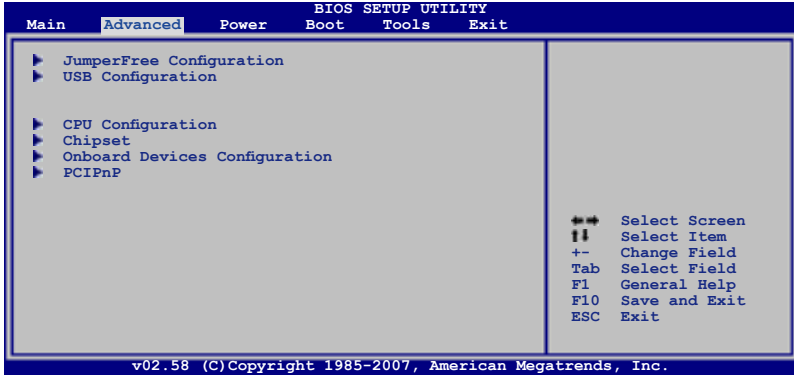 BIOS SETUP UTILITY
Main Advanced Power Boot Tools Exit
JumperFree Configuration
USB Configuration
CPU Configuration
Chipset
Onboard Devices Configuration
PCIPnP
←→ Select Screen
↑↓ Select Item
+- Change Field
Tab Select Field
F1 General Help
F10 Save and Exit
ESC Exit
v02.58 (C)Copyright 1985-2007, American Megatrends, Inc.